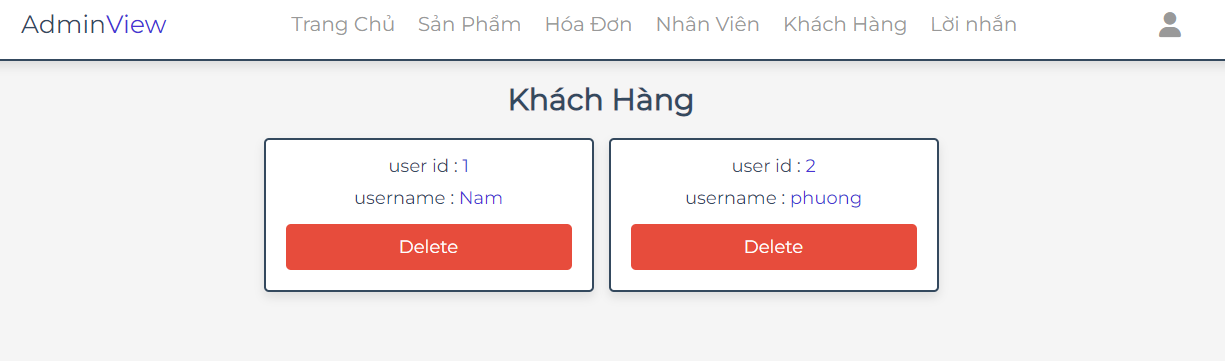 AdminView Trang Chủ Sản Phẩm Hóa Đơn Nhân Viên Khách Hàng Lời nhắn
Khách Hàng
user id : 1
username : Nam
Delete
user id : 2
username : phuong
Delete